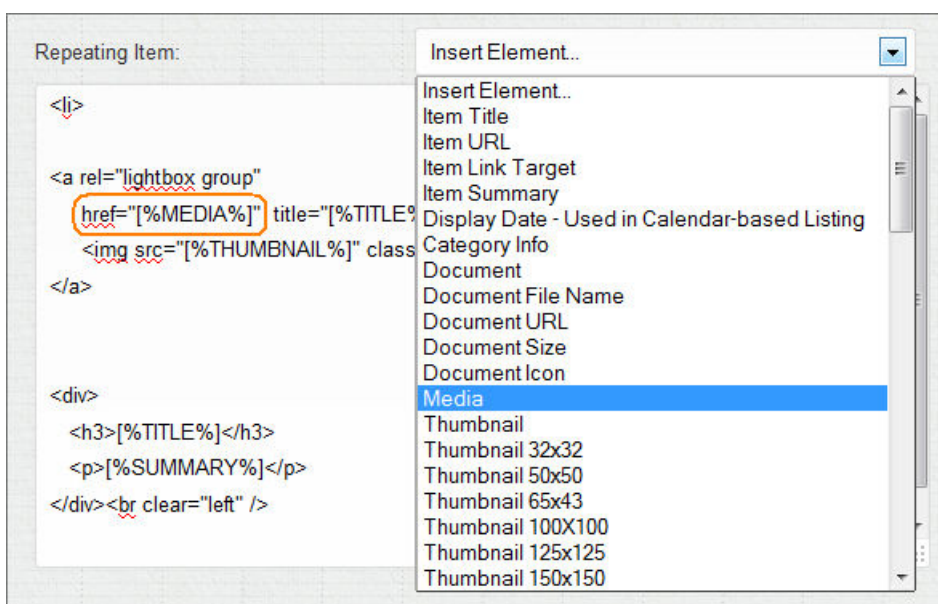 Repeating Item:
Insert Element...
<li>
<a rel="lightbox group"
href="[%MEDIA%]" title="[%TITLE%
<img src="[%THUMBNAIL%]" class
</a>
<div>
<h3>[%TITLE%]</h3>
<p>[%SUMMARY%]</p>
</div><br clear="left" />
Insert Element...
Item Title
Item URL
Item Link Target
Item Summary
Display Date - Used in Calendar-based Listing
Category Info
Document
Document File Name
Document URL
Document Size
Document Icon
Media
Thumbnail
Thumbnail 32x32
Thumbnail 50x50
Thumbnail 65x43
Thumbnail 100X100
Thumbnail 125x125
Thumbnail 150x150